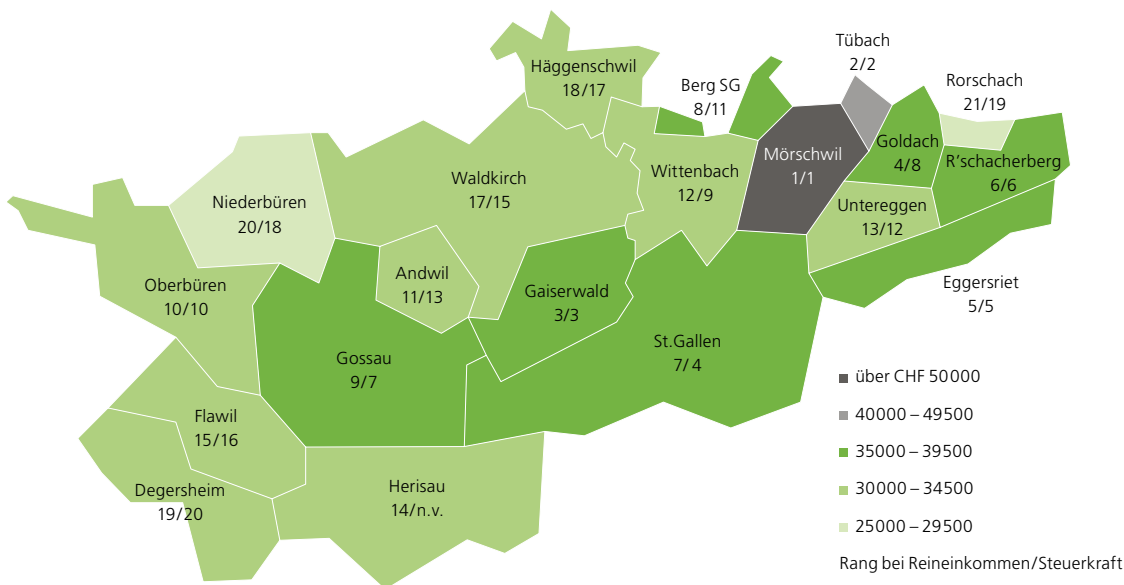 Tübach
2/2
Häggenschwil
18/17
Berg SG
8/11
Rorschach
21/19
Goldach
4/8
Mörschwil
1/1
R'schacherberg
6/6
Wittenbach
12/9
Waldkirch
17/15
Niederbüren
20/18
Untereggen
13/12
Andwil
11/13
Oberbüren
10/10
Gaiserwald
3/3
Eggersriet
5/5
St.Gallen
7/4
Gossau
9/7
Flawil
15/16
Degersheim
19/20
Herisau
14/n.v.
über CHF 50000
40000 – 49500
35000 – 39500
30000 – 34500
25000 – 29500
Rang bei Reineinkommen/Steuerkraft